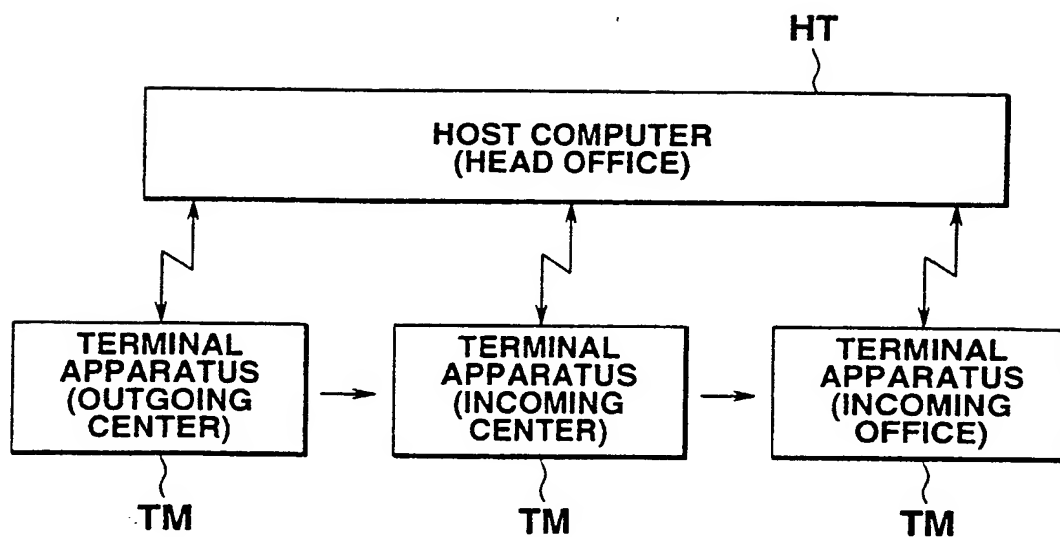 HT
HOST COMPUTER
(HEAD OFFICE)
TERMINAL
APPARATUS
(OUTGOING
CENTER)
TERMINAL
APPARATUS
(INCOMING
CENTER)
TERMINAL
APPARATUS
(INCOMING
OFFICE)
TM
TM
TM